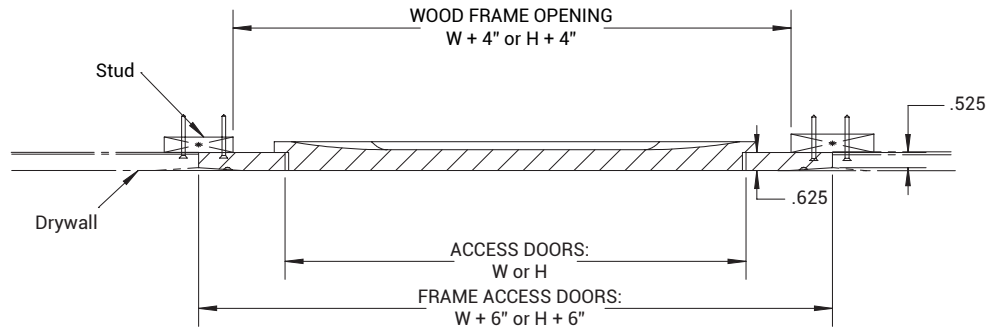 WOOD FRAME OPENING
W + 4" or H + 4"
Stud
.525
Drywall
.625
ACCESS DOORS:
W or H
FRAME ACCESS DOORS:
W + 6" or H + 6"